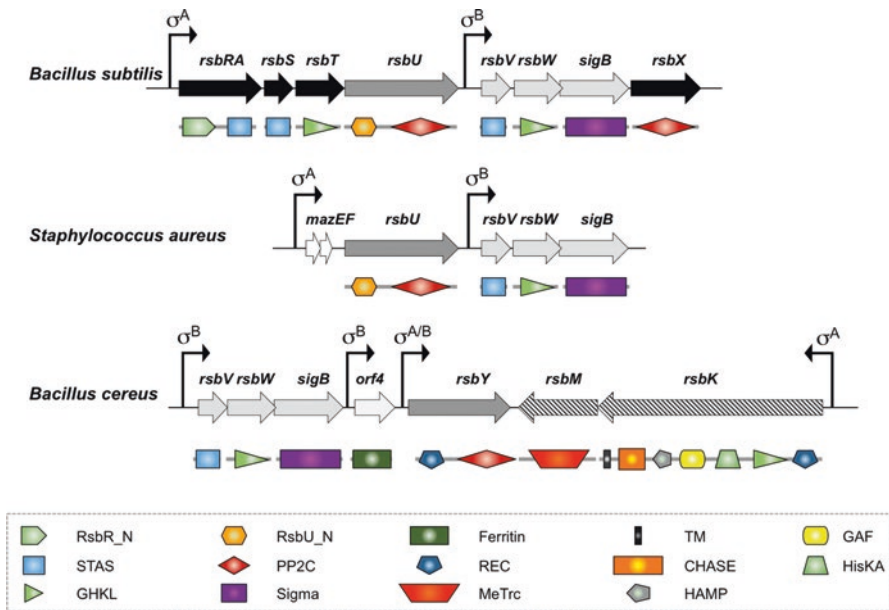 σA σB
rsbRA rsbS rsbT rsbU rsbV rsbW sigB rsbX
Bacillus subtilis
σA σB
mazEF rsbU rsbV rsbW sigB
Staphylococcus aureus
σB σB σA/B σA
rsbV rsbW sigB orf4 rsbY rsbM rsbK
Bacillus cereus
RsbR_N RsbU_N Ferritin TM GAF
STAS PP2C REC CHASE HisKA
GHKL Sigma MeTrc HAMP